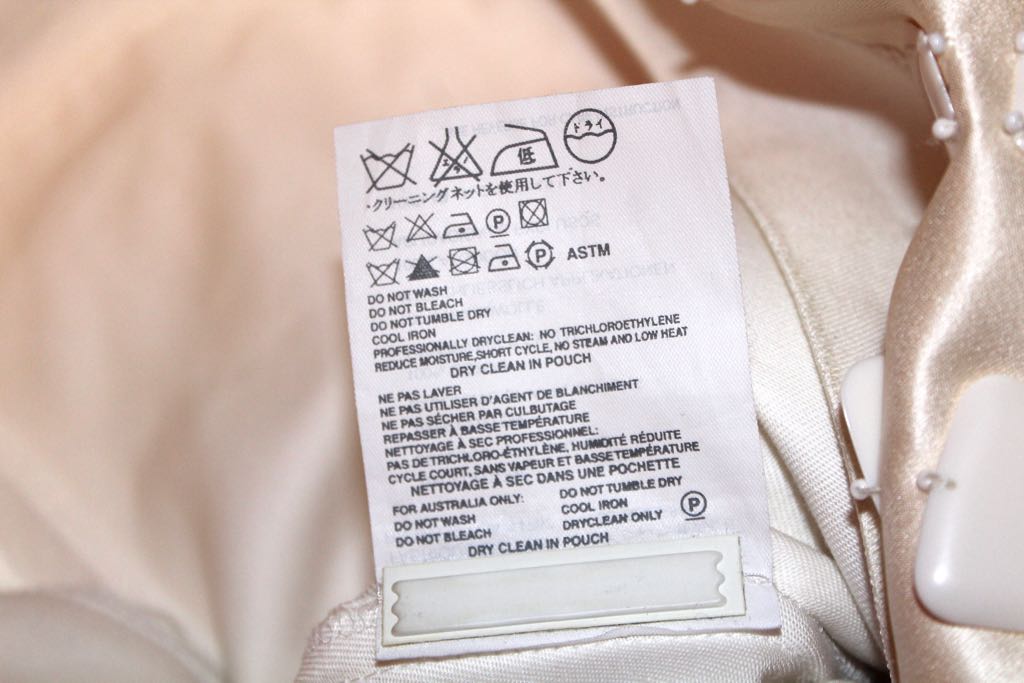 エンソ
低
ドライ
・クリーニングネットを使用して下さい。
P
P ASTM
DO NOT WASH
DO NOT BLEACH
DO NOT TUMBLE DRY
COOL IRON
PROFESSIONALLY DRYCLEAN: NO TRICHLOROETHYLENE
REDUCE MOISTURE,SHORT CYCLE, NO STEAM AND LOW HEAT
DRY CLEAN IN POUCH
NE PAS LAVER
NE PAS UTILISER D'AGENT DE BLANCHIMENT
NE PAS SÉCHER PAR CULBUTAGE
REPASSER À BASSE TEMPÉRATURE
NETTOYAGE À SEC PROFESSIONNEL:
PAS DE TRICHLORO-ÉTHYLÈNE, HUMIDITÉ RÉDUITE
CYCLE COURT, SANS VAPEUR ET BASSE TEMPÉRATURE
NETTOYAGE À SEC DANS UNE POCHETTE
FOR AUSTRALIA ONLY:
DO NOT WASH
DO NOT BLEACH
DO NOT TUMBLE DRY
COOL IRON
DRYCLEAN ONLY
P
DRY CLEAN IN POUCH